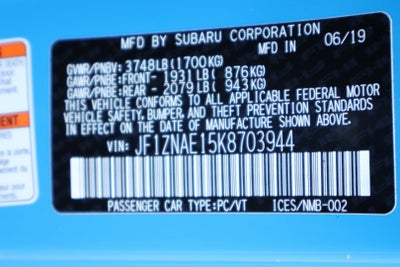 MFD BY SUBARU CORPORATION
GVWR/PNBV: 3748LB(1700KG) 06/19
GAWR/PNBE:FRONT- 1931LB( 876KG)
GAWR/PNBE:REAR - 2079LB( 943KG)
THIS VEHICLE CONFORMS TO ALL APPLICABLE FEDERAL MOTOR
VEHICLE SAFETY, BUMPER, AND THEFT PREVENTION STANDARDS
IN EFFECT ON THE DATE OF MANUFACTURE SHOWN ABOVE.
VIN: JF1ZNAE15K8703944
PASSENGER CAR TYPE:PC/VT ICES/NMB-002